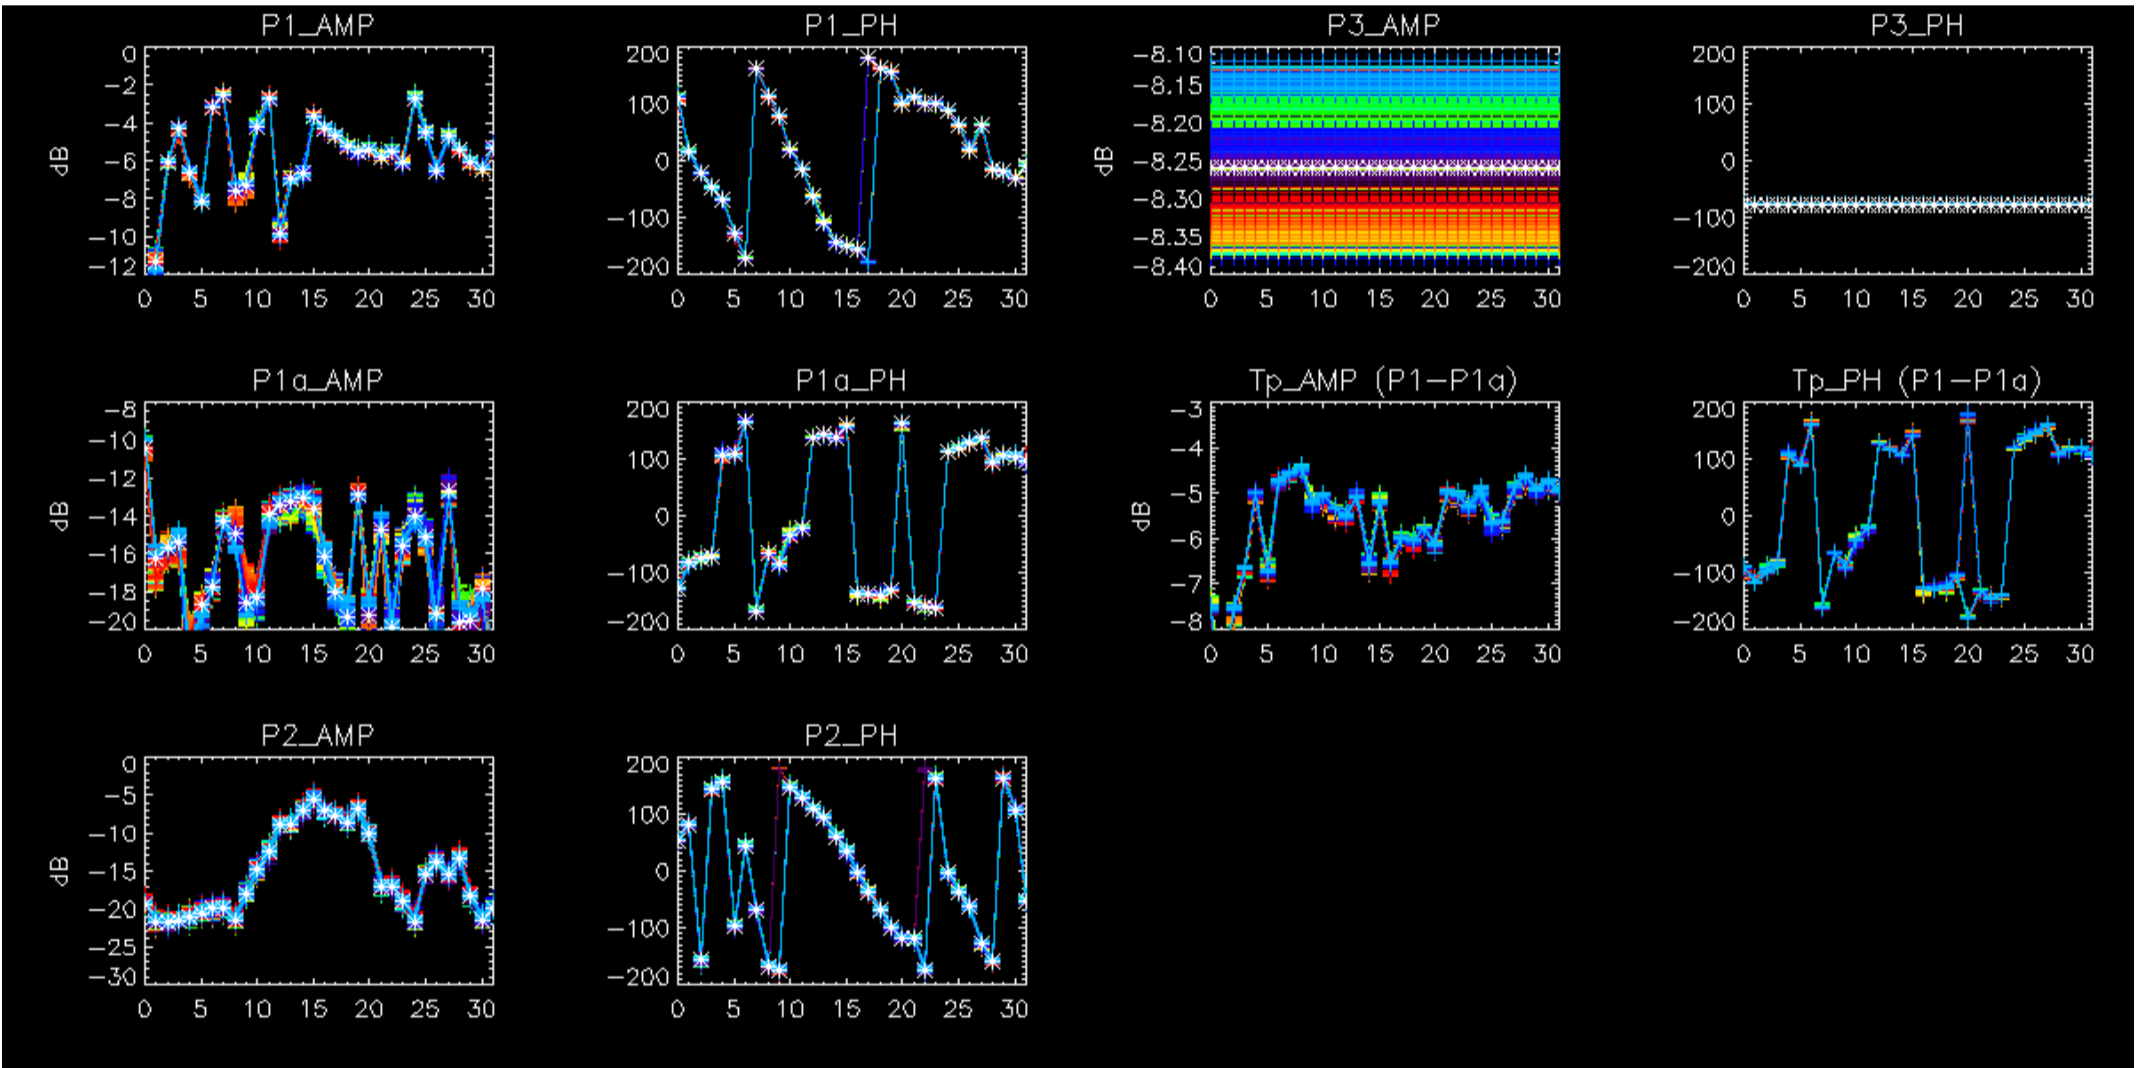 P1_AMP
P1_PH
P3_AMP
P3_PH
dB
0
-2
-4
-6
-8
-10
-12
0 5 10 15 20 25 30
200
100
0
-100
-200
0 5 10 15 20 25 30
dB
-8.10
-8.15
-8.20
-8.25
-8.30
-8.35
-8.40
0 5 10 15 20 25 30
200
100
0
-100
-200
0 5 10 15 20 25 30
P1a_AMP
P1a_PH
Tp_AMP (P1-P1a)
Tp_PH (P1-P1a)
dB
-8
-10
-12
-14
-16
-18
-20
0 5 10 15 20 25 30
200
100
0
-100
-200
0 5 10 15 20 25 30
dB
-3
-4
-5
-6
-7
-8
0 5 10 15 20 25 30
200
100
0
-100
-200
0 5 10 15 20 25 30
P2_AMP
P2_PH
dB
0
-5
-10
-15
-20
-25
-30
0 5 10 15 20 25 30
200
100
0
-100
-200
0 5 10 15 20 25 30